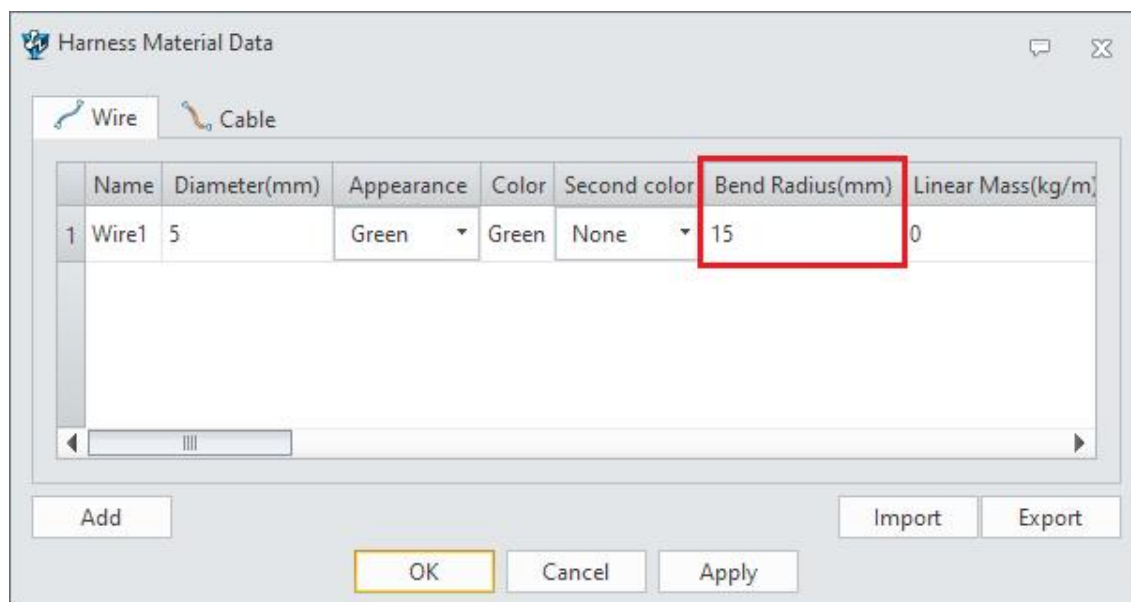 Harness Material Data
Wire Cable
Name Diameter(mm) Appearance Color Second color Bend Radius(mm) Linear Mass(kg/m)
1 Wire1 5 Green Green None 15 0
Add Import Export
OK Cancel Apply